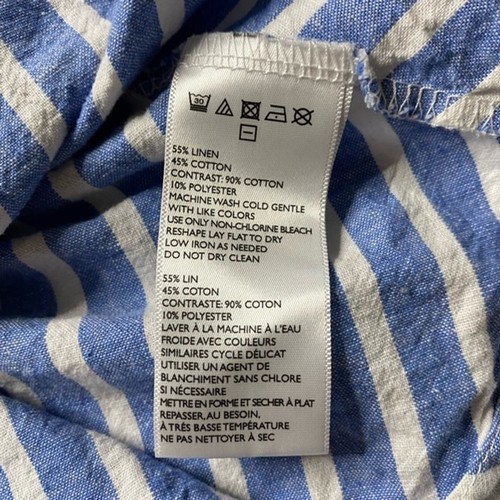 30
55% LINEN
45% COTTON
CONTRAST: 90% COTTON
10% POLYESTER
MACHINE WASH COLD GENTLE
WITH LIKE COLORS
USE ONLY NON-CHLORINE BLEACH
RESHAPE LAY FLAT TO DRY
LOW IRON AS NEEDED
DO NOT DRY CLEAN
55% LIN
45% COTON
CONTRASTE: 90% COTON
10% POLYESTER
LAVER À LA MACHINE À L'EAU
FROIDE AVEC COULEURS
SIMILAIRES CYCLE DÉLICAT
UTILISER UN AGENT DE
BLANCHIMENT SANS CHLORE
SI NÉCESSAIRE
METTRE EN FORME ET SÉCHER À PLAT
REPASSER, AU BESOIN,
À TRÈS BASSE TEMPÉRATURE
NE PAS NETTOYER À SEC